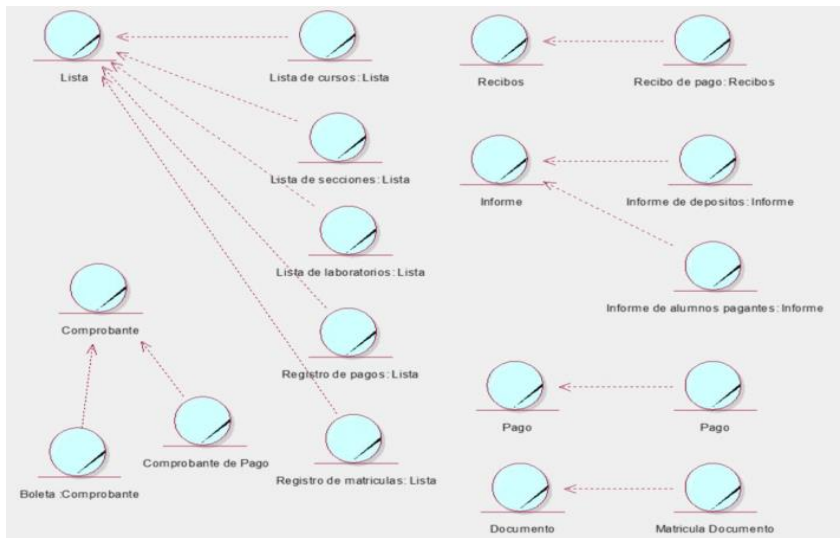 Lista
Lista de cursos: Lista
Recibos
Recibo de pago: Recibos
Lista de secciones: Lista
Informe
Informe de depositos: Informe
Lista de laboratorios: Lista
Informe de alumnos pagantes: Informe
Comprobante
Registro de pagos: Lista
Pago
Pago
Boleta :Comprobante
Comprobante de Pago
Registro de matriculas: Lista
Documento
Matricula Documento